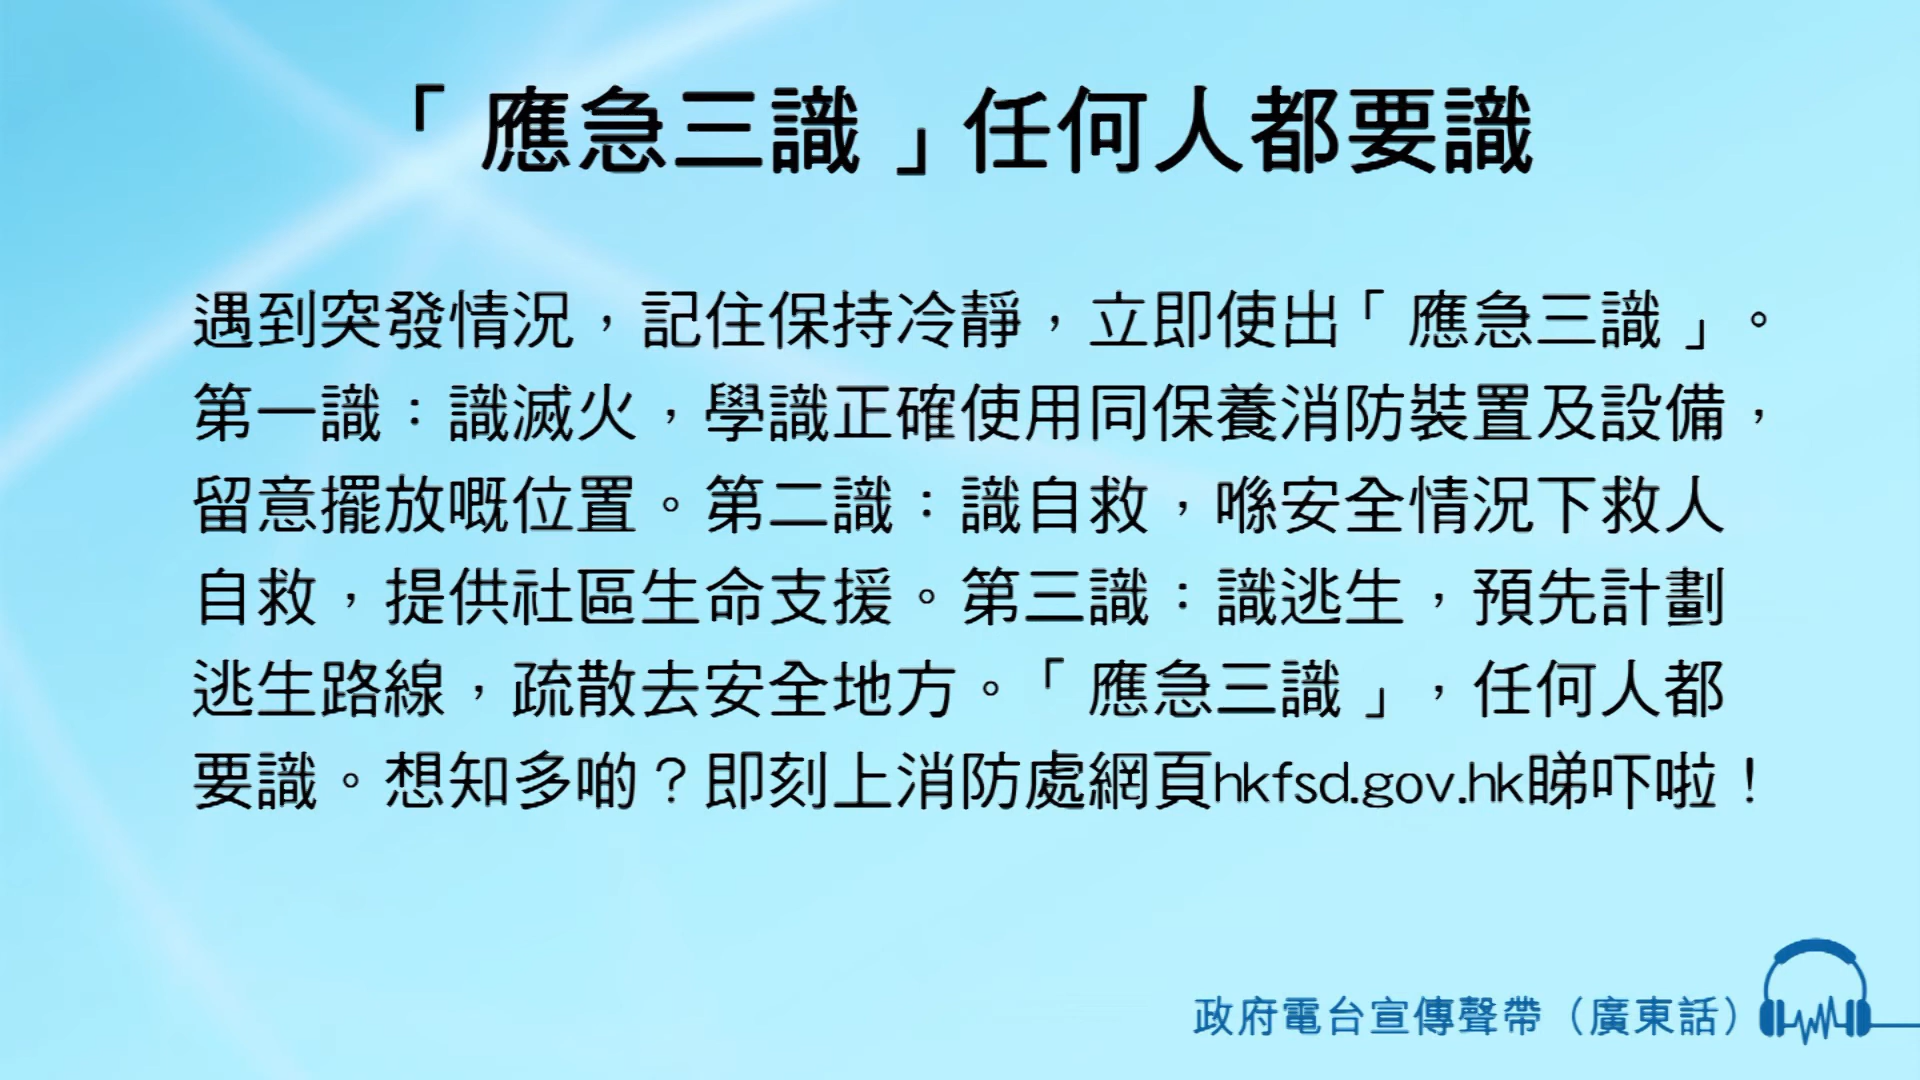 「應急三識」任何人都要識
遇到突發情況，記住保持冷靜，立即使出「應急三識」。
第一識：識滅火，學識正確使用同保養消防裝置及設備，
留意擺放嘅位置。第二識：識自救，喺安全情況下救人
自救，提供社區生命支援。第三識：識逃生，預先計劃
逃生路線，疏散去安全地方。「應急三識」，任何人都
要識。想知多啲？即刻上消防處網頁hkfsd.gov.hk睇吓啦！
政府電台宣傳聲帶（廣東話）